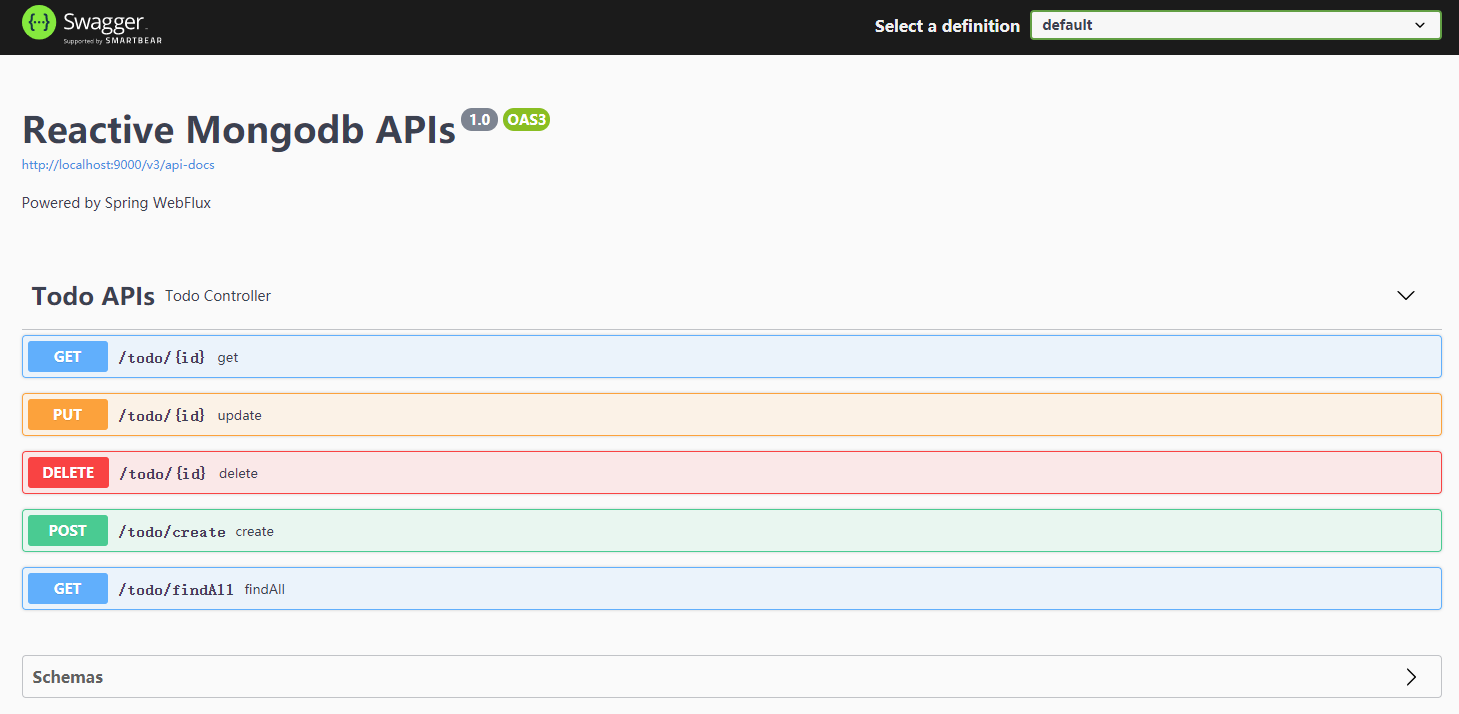 {···} Swagger. Select a definition default
Supported by SMARTBEAR
Reactive Mongodb APIs 1.0 OAS3
http://localhost:9000/v3/api-docs
Powered by Spring WebFlux
Todo APIs Todo Controller
GET /todo/{id} get
PUT /todo/{id} update
DELETE /todo/{id} delete
POST /todo/create create
GET /todo/findAll findAll
Schemas